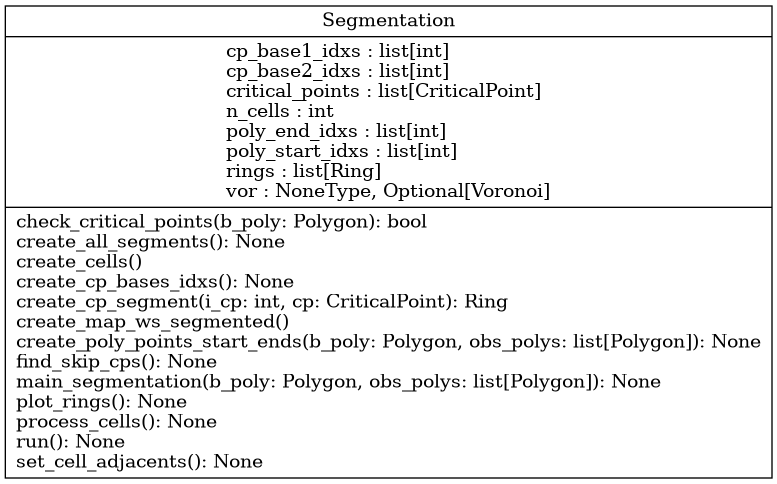 Segmentation
cp_base1_idxs : list[int]
cp_base2_idxs : list[int]
critical_points : list[CriticalPoint]
n_cells : int
poly_end_idxs : list[int]
poly_start_idxs : list[int]
rings : list[Ring]
vor : NoneType, Optional[Voronoi]
check_critical_points(b_poly: Polygon): bool
create_all_segments(): None
create_cells()
create_cp_bases_idxs(): None
create_cp_segment(i_cp: int, cp: CriticalPoint): Ring
create_map_ws_segmented()
create_poly_points_start_ends(b_poly: Polygon, obs_polys: list[Polygon]): None
find_skip_cps(): None
main_segmentation(b_poly: Polygon, obs_polys: list[Polygon]): None
plot_rings(): None
process_cells(): None
run(): None
set_cell_adjacents(): None